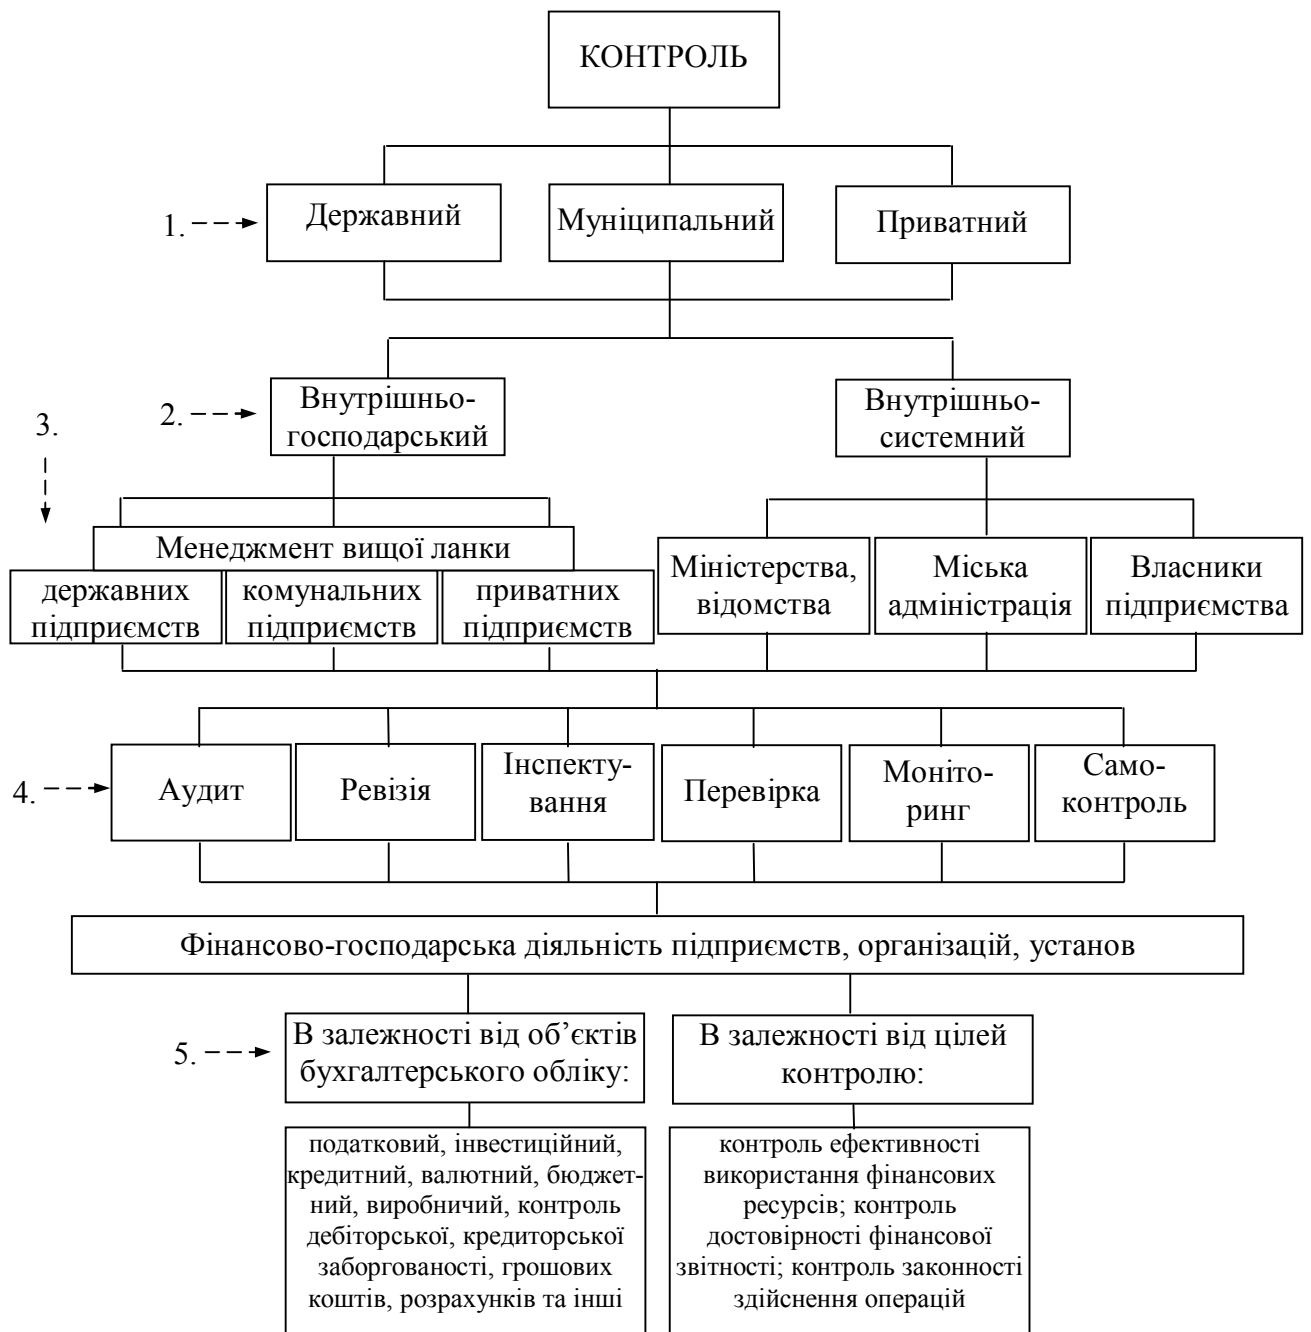 КОНТРОЛЬ
1.
Державний
Муніципальний
Приватний
2.
Внутрішньо-
господарський
Внутрішньо-
системний
3.
Менеджмент вищої ланки
державних
підприємств
комунальних
підприємств
приватних
підприємств
Міністерства,
відомства
Міська
адміністрація
Власники
підприємства
4.
Аудит
Ревізія
Інспекту-
вання
Перевірка
Моніто-
ринг
Само-
контроль
Фінансово-господарська діяльність підприємств, організацій, установ
5.
В залежності від об’єктів
бухгалтерського обліку:
В залежності від цілей
контролю:
податковий, інвестиційний,
кредитний, валютний, бюджет-
ний, виробничий, контроль
дебіторської, кредиторської
заборгованості, грошових
коштів, розрахунків та інші
контроль ефективності
використання фінансових
ресурсів; контроль
достовірності фінансової
звітності; контроль законності
здійснення операцій